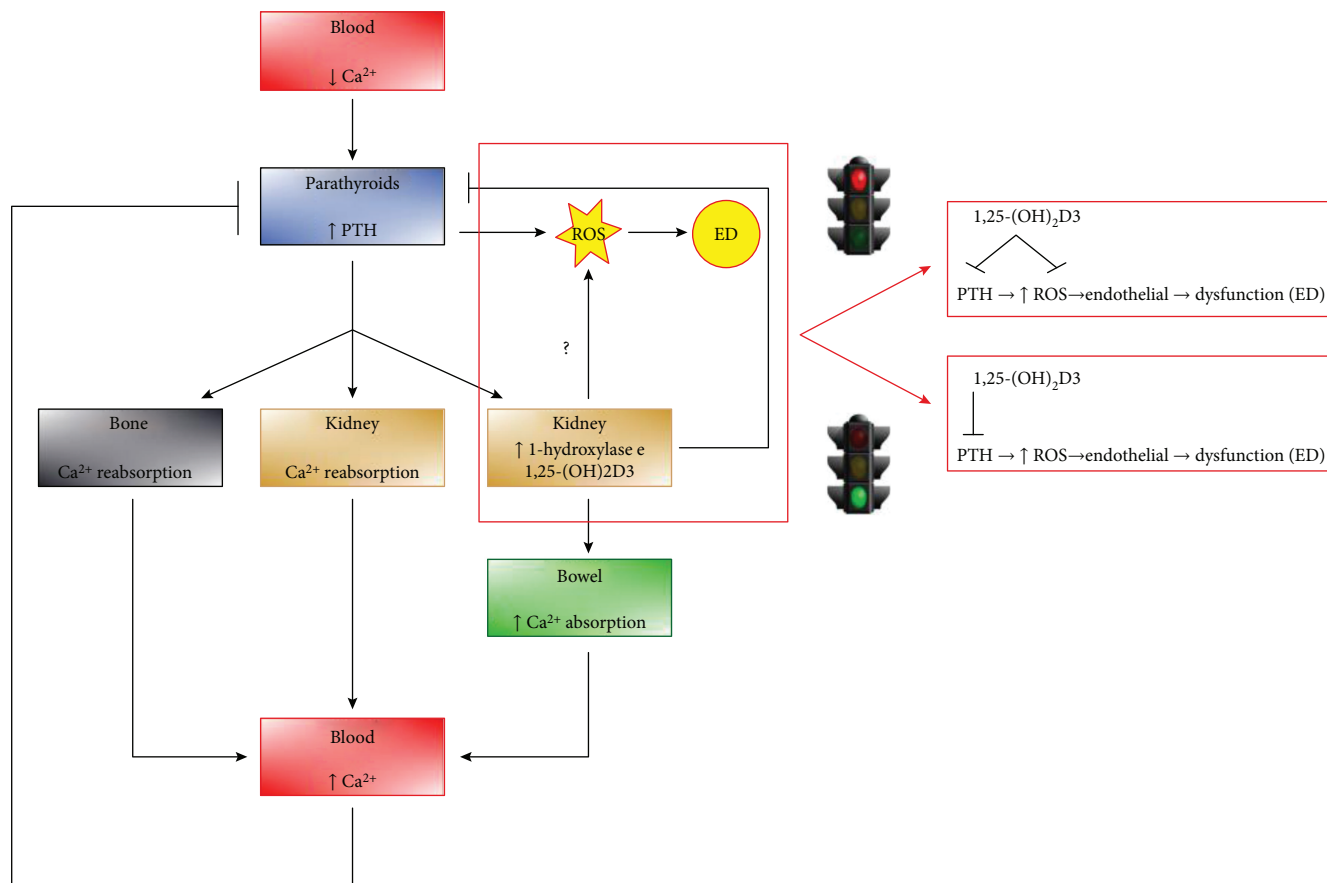 Blood
↓ Ca²⁺
Parathyroids
↑ PTH
ROS
ED
?
Bone
Ca²⁺ reabsorption
Kidney
Ca²⁺ reabsorption
Kidney
↑ 1-hydroxylase e
1,25-(OH)2D3
Bowel
↑ Ca²⁺ absorption
Blood
↑ Ca²⁺
1,25-(OH)₂D3
PTH → ↑ ROS→endothelial → dysfunction (ED)
1,25-(OH)₂D3
PTH → ↑ ROS→endothelial → dysfunction (ED)